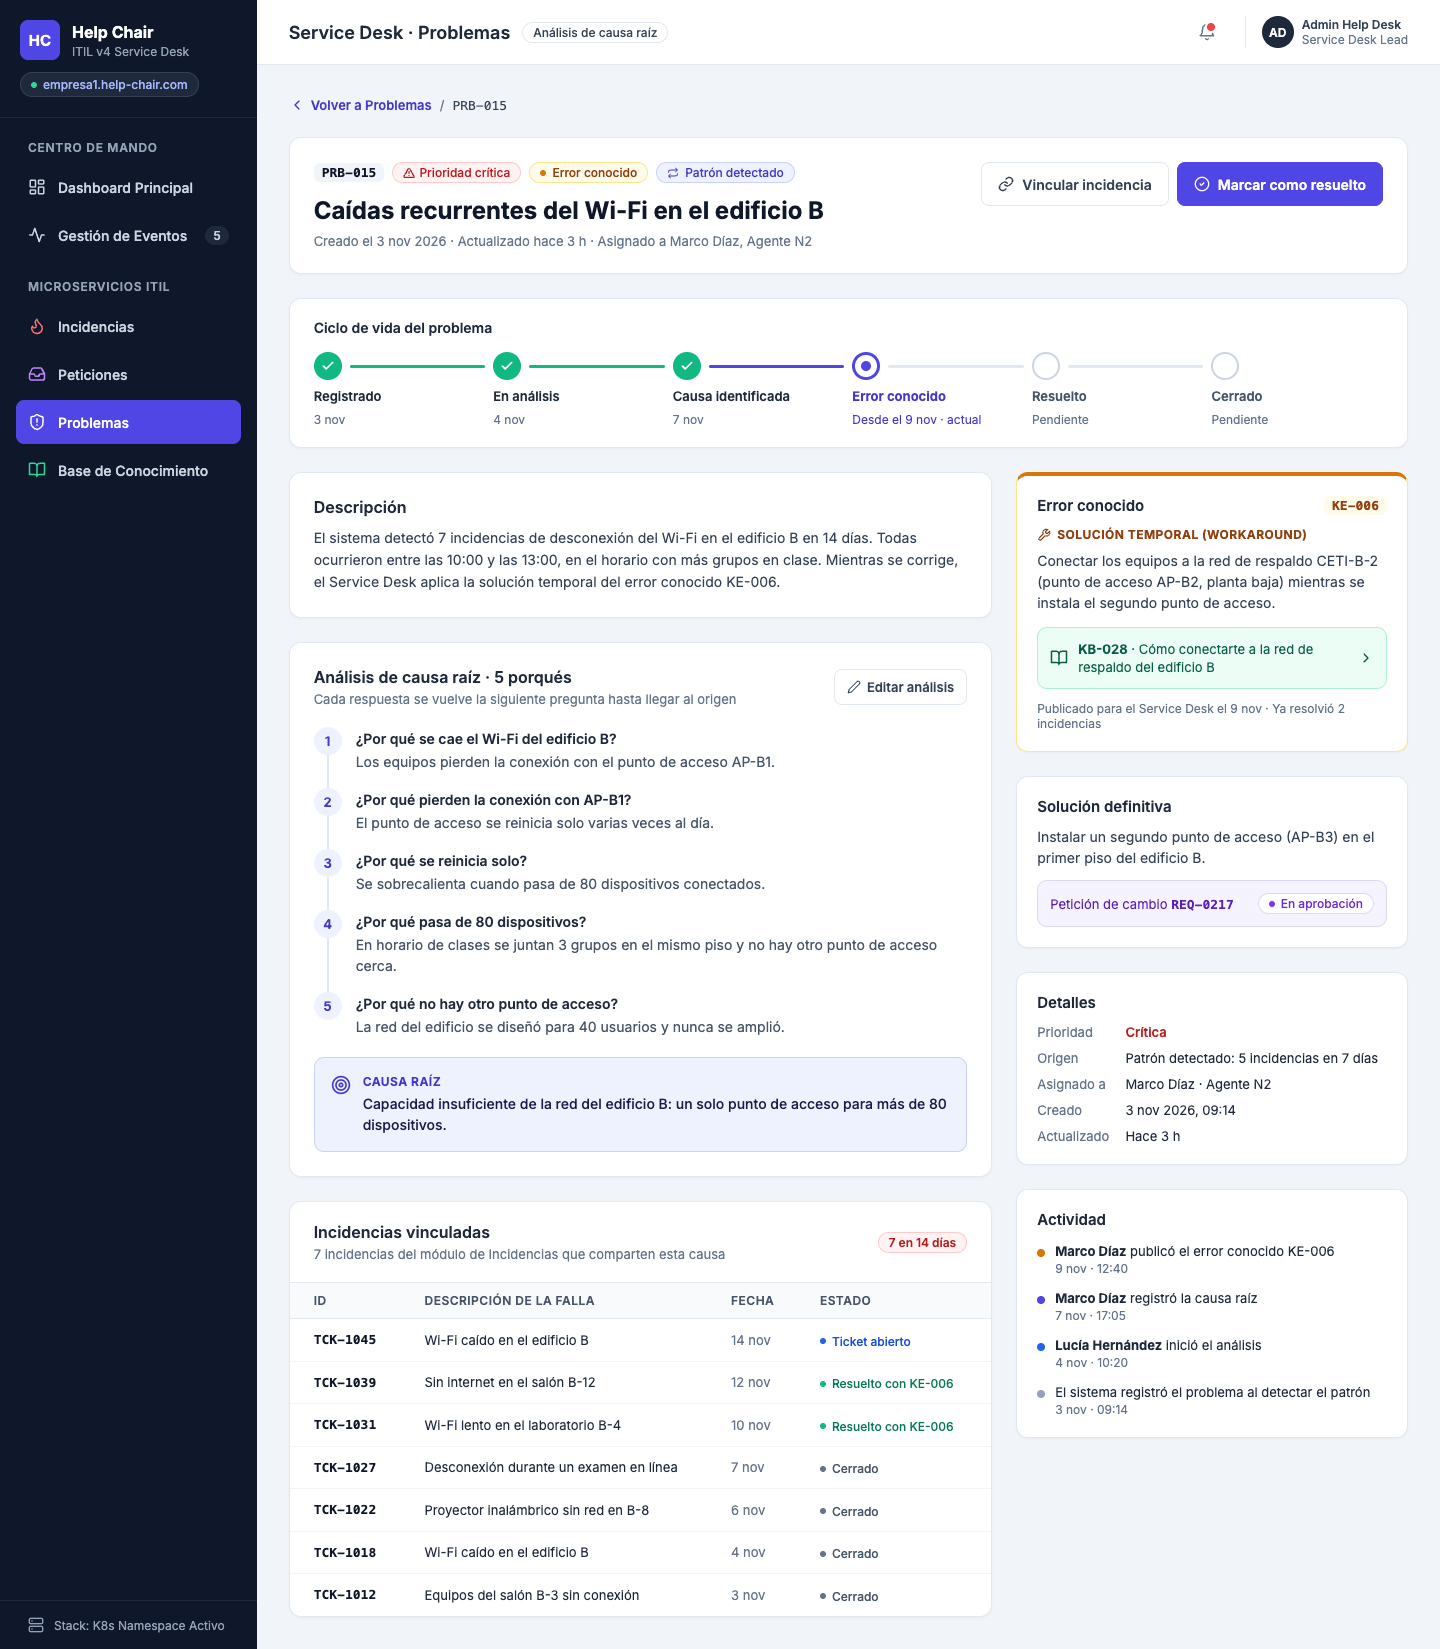 HC
Help Chair
ITIL v4 Service Desk
empresa1.help-chair.com
CENTRO DE MANDO
Dashboard Principal
Gestión de Eventos 5
MICROSERVICIOS ITIL
Incidencias
Peticiones
Problemas
Base de Conocimiento
Stack: K8s Namespace Activo
Service Desk · Problemas
Análisis de causa raíz
AD
Admin Help Desk
Service Desk Lead
Volver a Problemas / PRB-015
PRB-015 Prioridad crítica Error conocido Patrón detectado
Caídas recurrentes del Wi-Fi en el edificio B
Creado el 3 nov 2026 · Actualizado hace 3 h · Asignado a Marco Díaz, Agente N2
Vincular incidencia
Marcar como resuelto
Ciclo de vida del problema
Registrado
3 nov
En análisis
4 nov
Causa identificada
7 nov
Error conocido
Desde el 9 nov · actual
Resuelto
Pendiente
Cerrado
Pendiente
Descripción
El sistema detectó 7 incidencias de desconexión del Wi-Fi en el edificio B en 14 días. Todas
ocurrieron entre las 10:00 y las 13:00, en el horario con más grupos en clase. Mientras se corrige,
el Service Desk aplica la solución temporal del error conocido KE-006.
Análisis de causa raíz · 5 porqués
Cada respuesta se vuelve la siguiente pregunta hasta llegar al origen
Editar análisis
1 ¿Por qué se cae el Wi-Fi del edificio B?
Los equipos pierden la conexión con el punto de acceso AP-B1.
2 ¿Por qué pierden la conexión con AP-B1?
El punto de acceso se reinicia solo varias veces al día.
3 ¿Por qué se reinicia solo?
Se sobrecalienta cuando pasa de 80 dispositivos conectados.
4 ¿Por qué pasa de 80 dispositivos?
En horario de clases se juntan 3 grupos en el mismo piso y no hay otro punto de acceso
cerca.
5 ¿Por qué no hay otro punto de acceso?
La red del edificio se diseñó para 40 usuarios y nunca se amplió.
CAUSA RAÍZ
Capacidad insuficiente de la red del edificio B: un solo punto de acceso para más de 80
dispositivos.
Incidencias vinculadas
7 incidencias del módulo de Incidencias que comparten esta causa
7 en 14 días
ID DESCRIPCIÓN DE LA FALLA FECHA ESTADO
TCK-1045 Wi-Fi caído en el edificio B 14 nov Ticket abierto
TCK-1039 Sin internet en el salón B-12 12 nov Resuelto con KE-006
TCK-1031 Wi-Fi lento en el laboratorio B-4 10 nov Resuelto con KE-006
TCK-1027 Desconexión durante un examen en línea 7 nov Cerrado
TCK-1022 Proyector inalámbrico sin red en B-8 6 nov Cerrado
TCK-1018 Wi-Fi caído en el edificio B 4 nov Cerrado
TCK-1012 Equipos del salón B-3 sin conexión 3 nov Cerrado
Error conocido KE-006
SOLUCIÓN TEMPORAL (WORKAROUND)
Conectar los equipos a la red de respaldo CETI-B-2
(punto de acceso AP-B2, planta baja) mientras se
instala el segundo punto de acceso.
KB-028 · Cómo conectarte a la red de
respaldo del edificio B
Publicado para el Service Desk el 9 nov · Ya resolvió 2
incidencias
Solución definitiva
Instalar un segundo punto de acceso (AP-B3) en el
primer piso del edificio B.
Petición de cambio REQ-0217 En aprobación
Detalles
Prioridad Crítica
Origen Patrón detectado: 5 incidencias en 7 días
Asignado a Marco Díaz · Agente N2
Creado 3 nov 2026, 09:14
Actualizado Hace 3 h
Actividad
Marco Díaz publicó el error conocido KE-006
9 nov · 12:40
Marco Díaz registró la causa raíz
7 nov · 17:05
Lucía Hernández inició el análisis
4 nov · 10:20
El sistema registró el problema al detectar el patrón
3 nov · 09:14